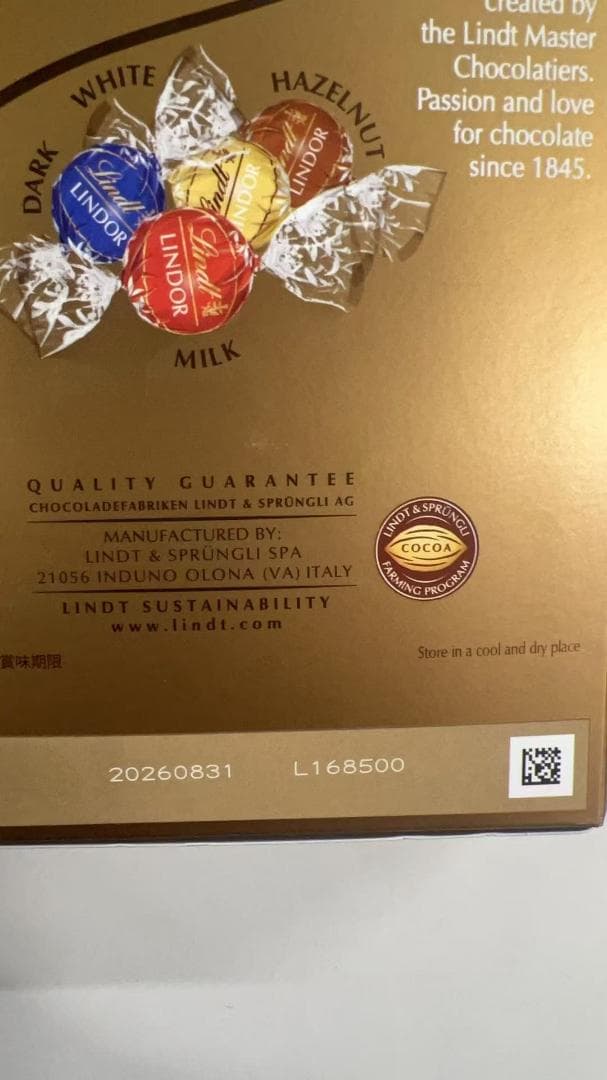 created by
the Lindt Master
Chocolatiers.
Passion and love
for chocolate
since 1845.
WHITE
HAZELNUT
DARK
Lindt
LINDOR
Lindt
LINDOR
Lindt
LINDOR
Lindt
LINDOR
MILK
QUALITY GUARANTEE
CHOCOLADEFABRIKEN LINDT & SPRÜNGLI AG
MANUFACTURED BY:
LINDT & SPRÜNGLI SPA
21056 INDUNO OLONA (VA) ITALY
LINDT SUSTAINABILITY
www.lindt.com
LINDT & SPRÜNGLI
COCOA
FARMING PROGRAM
賞味期限
Store in a cool and dry place
20260831 L168500